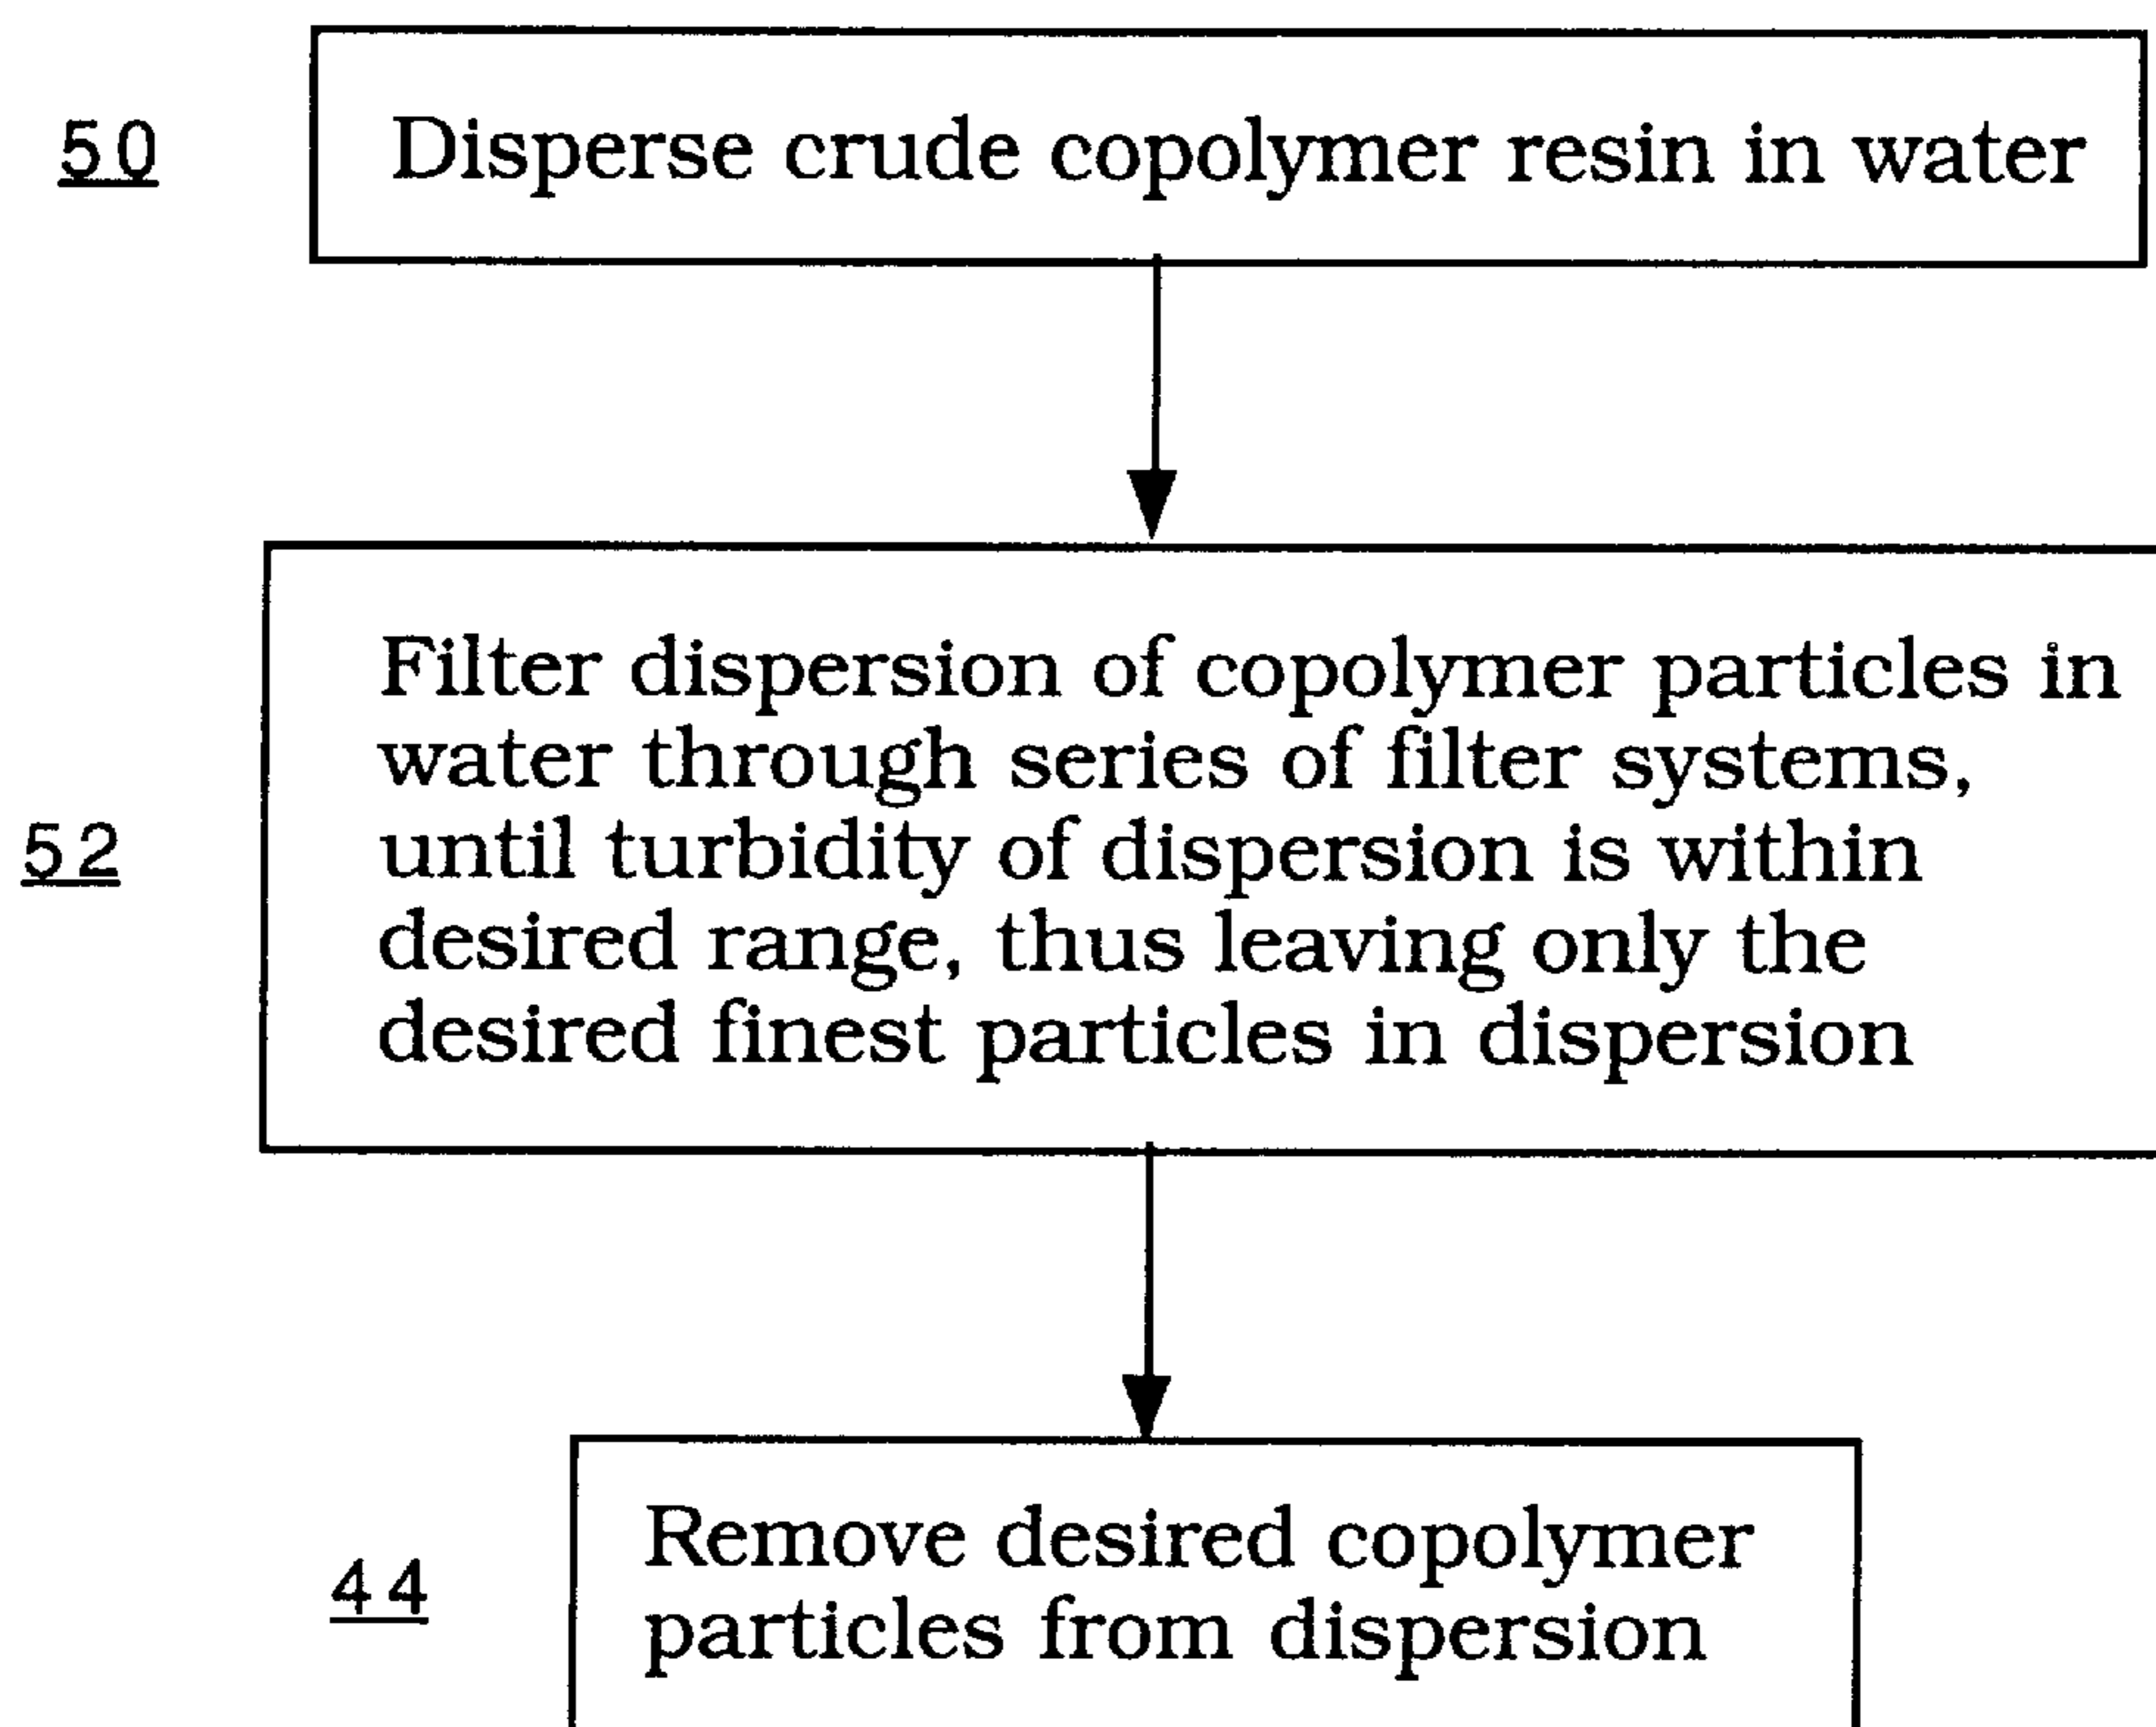 50
Disperse crude copolymer resin in water
Filter dispersion of copolymer particles in
water through series of filter systems,
until turbidity of dispersion is within
52
desired range, thus leaving only the
desired finest particles in dispersion
Remove desired copolymer
44
particles from dispersion